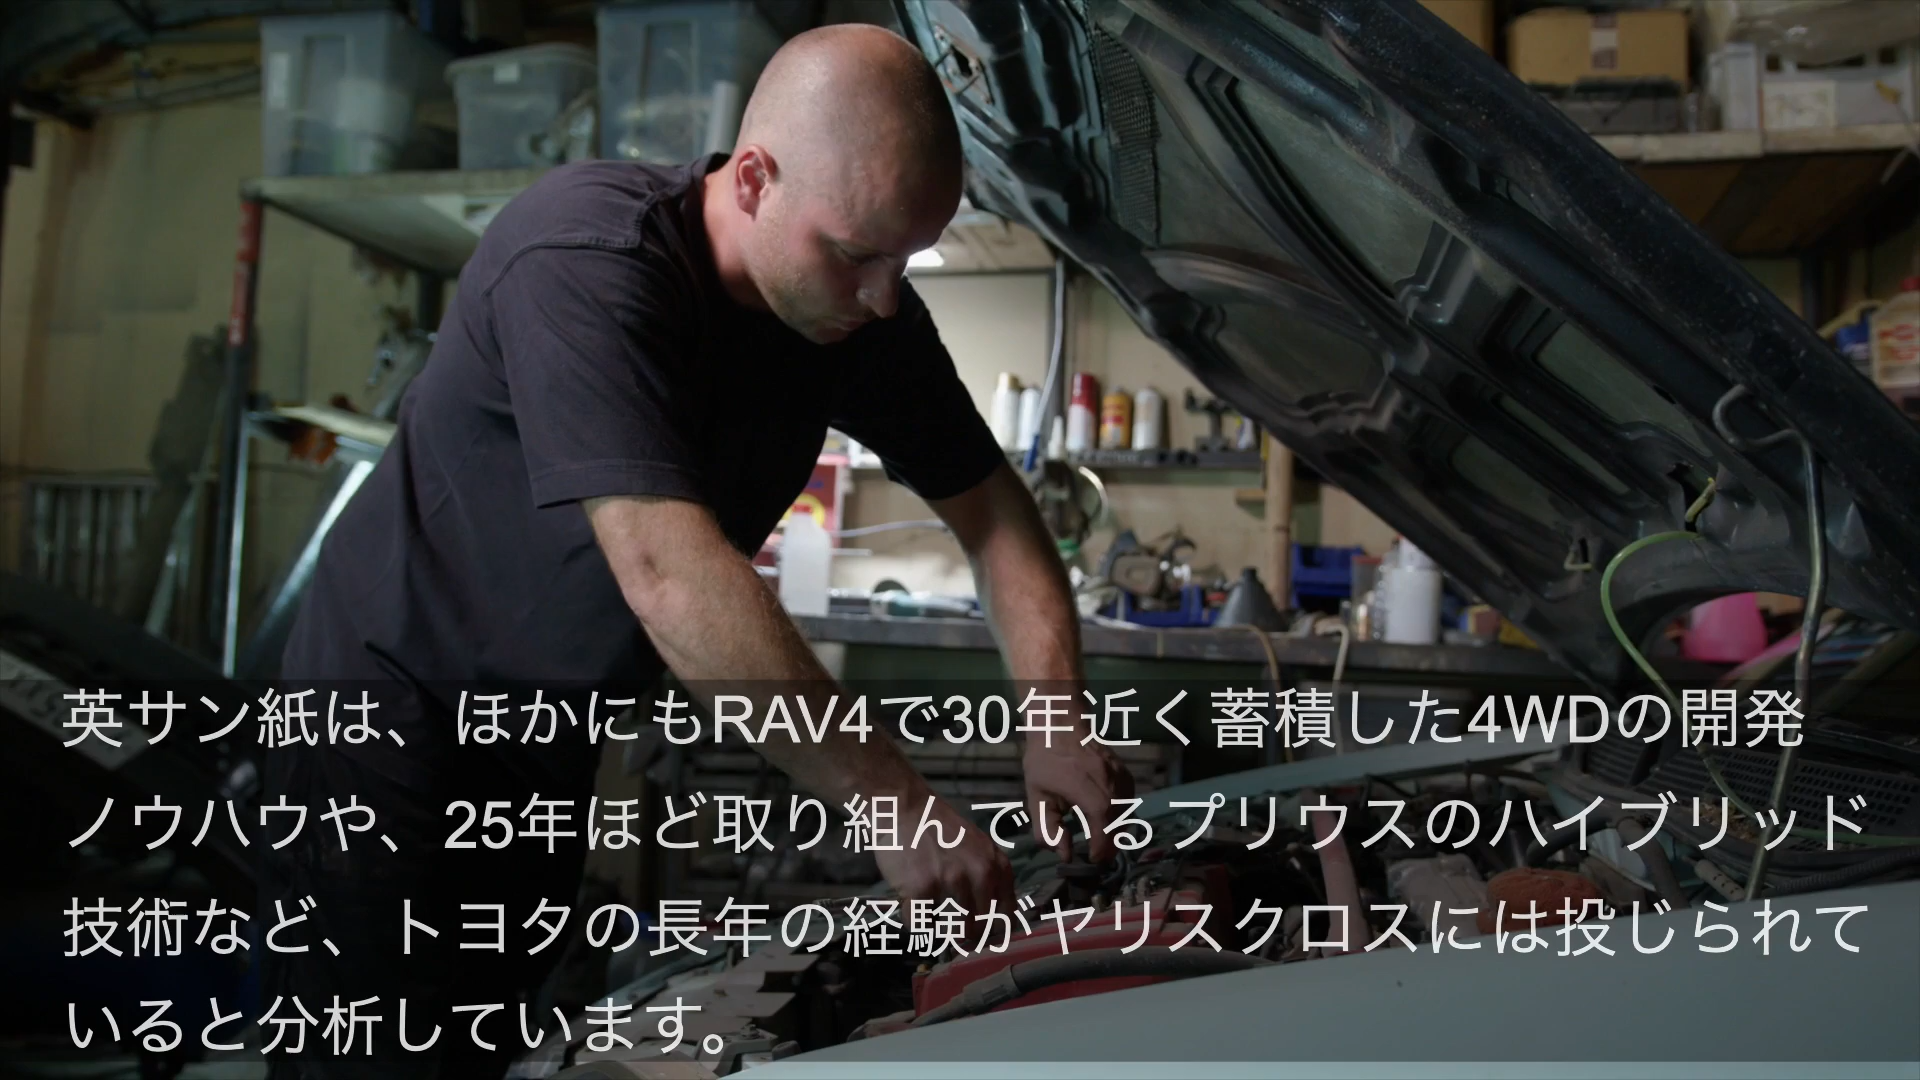 英サン紙は、ほかにもRAV4で30年近く蓄積した4WDの開発
ノウハウや、25年ほど取り組んでいるプリウスのハイブリッド
技術など、トヨタの長年の経験がヤリスクロスには投じられて
いると分析しています。